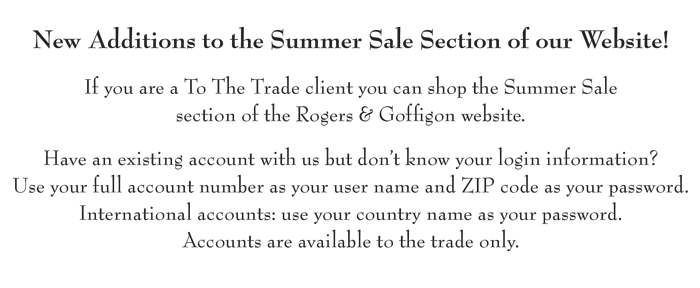 New Additions to the Summer Sale Section of our Website!
If you are a To The Trade client you can shop the Summer Sale
section of the Rogers & Goffigon website.
Have an existing account with us but don't know your login information?
Use your full account number as your user name and ZIP code as your password.
International accounts: use your country name as your password.
Accounts are available to the trade only.